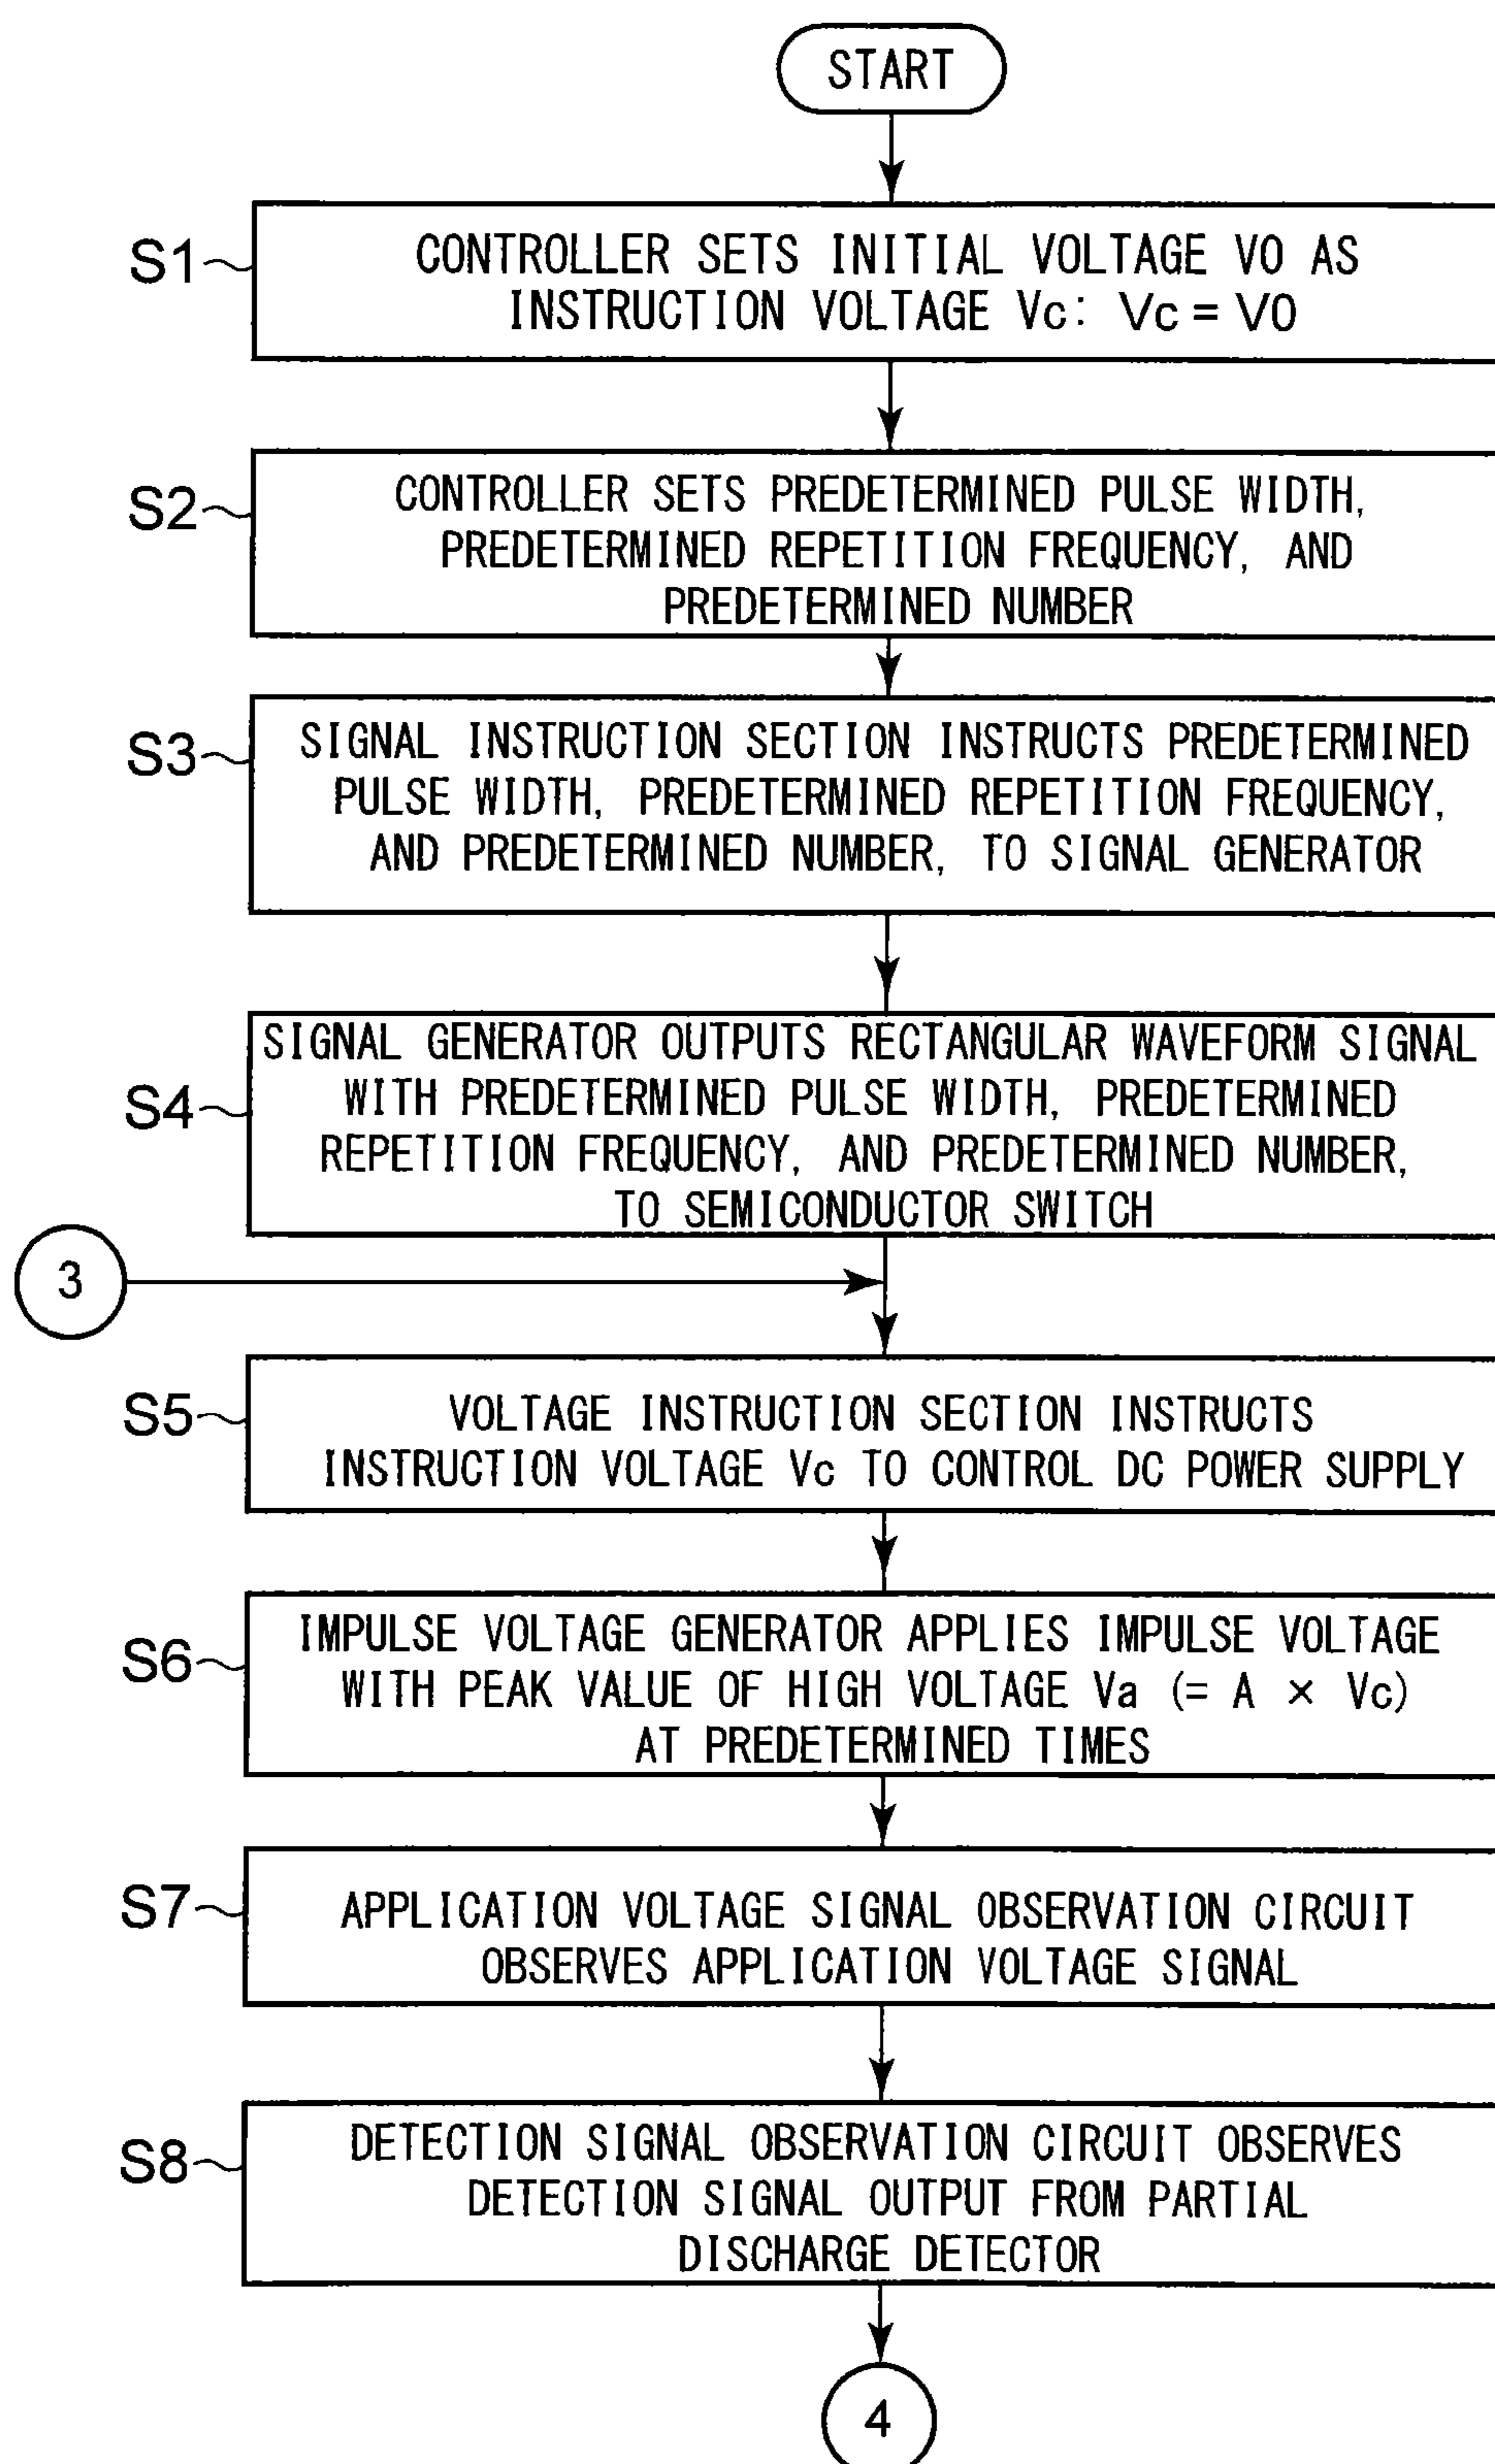 START
S1
CONTROLLER SETS INITIAL VOLTAGE V0 AS
INSTRUCTION VOLTAGE Vc: Vc = V0
S2
CONTROLLER SETS PREDETERMINED PULSE WIDTH,
PREDETERMINED REPETITION FREQUENCY, AND
PREDETERMINED NUMBER
S3
SIGNAL INSTRUCTION SECTION INSTRUCTS PREDETERMINED
PULSE WIDTH, PREDETERMINED REPETITION FREQUENCY,
AND PREDETERMINED NUMBER, TO SIGNAL GENERATOR
S4
SIGNAL GENERATOR OUTPUTS RECTANGULAR WAVEFORM SIGNAL
WITH PREDETERMINED PULSE WIDTH, PREDETERMINED
REPETITION FREQUENCY, AND PREDETERMINED NUMBER,
TO SEMICONDUCTOR SWITCH
3
S5
VOLTAGE INSTRUCTION SECTION INSTRUCTS
INSTRUCTION VOLTAGE Vc TO CONTROL DC POWER SUPPLY
S6
IMPULSE VOLTAGE GENERATOR APPLIES IMPULSE VOLTAGE
WITH PEAK VALUE OF HIGH VOLTAGE Va (= A × Vc)
AT PREDETERMINED TIMES
S7
APPLICATION VOLTAGE SIGNAL OBSERVATION CIRCUIT
OBSERVES APPLICATION VOLTAGE SIGNAL
S8
DETECTION SIGNAL OBSERVATION CIRCUIT OBSERVES
DETECTION SIGNAL OUTPUT FROM PARTIAL
DISCHARGE DETECTOR
4